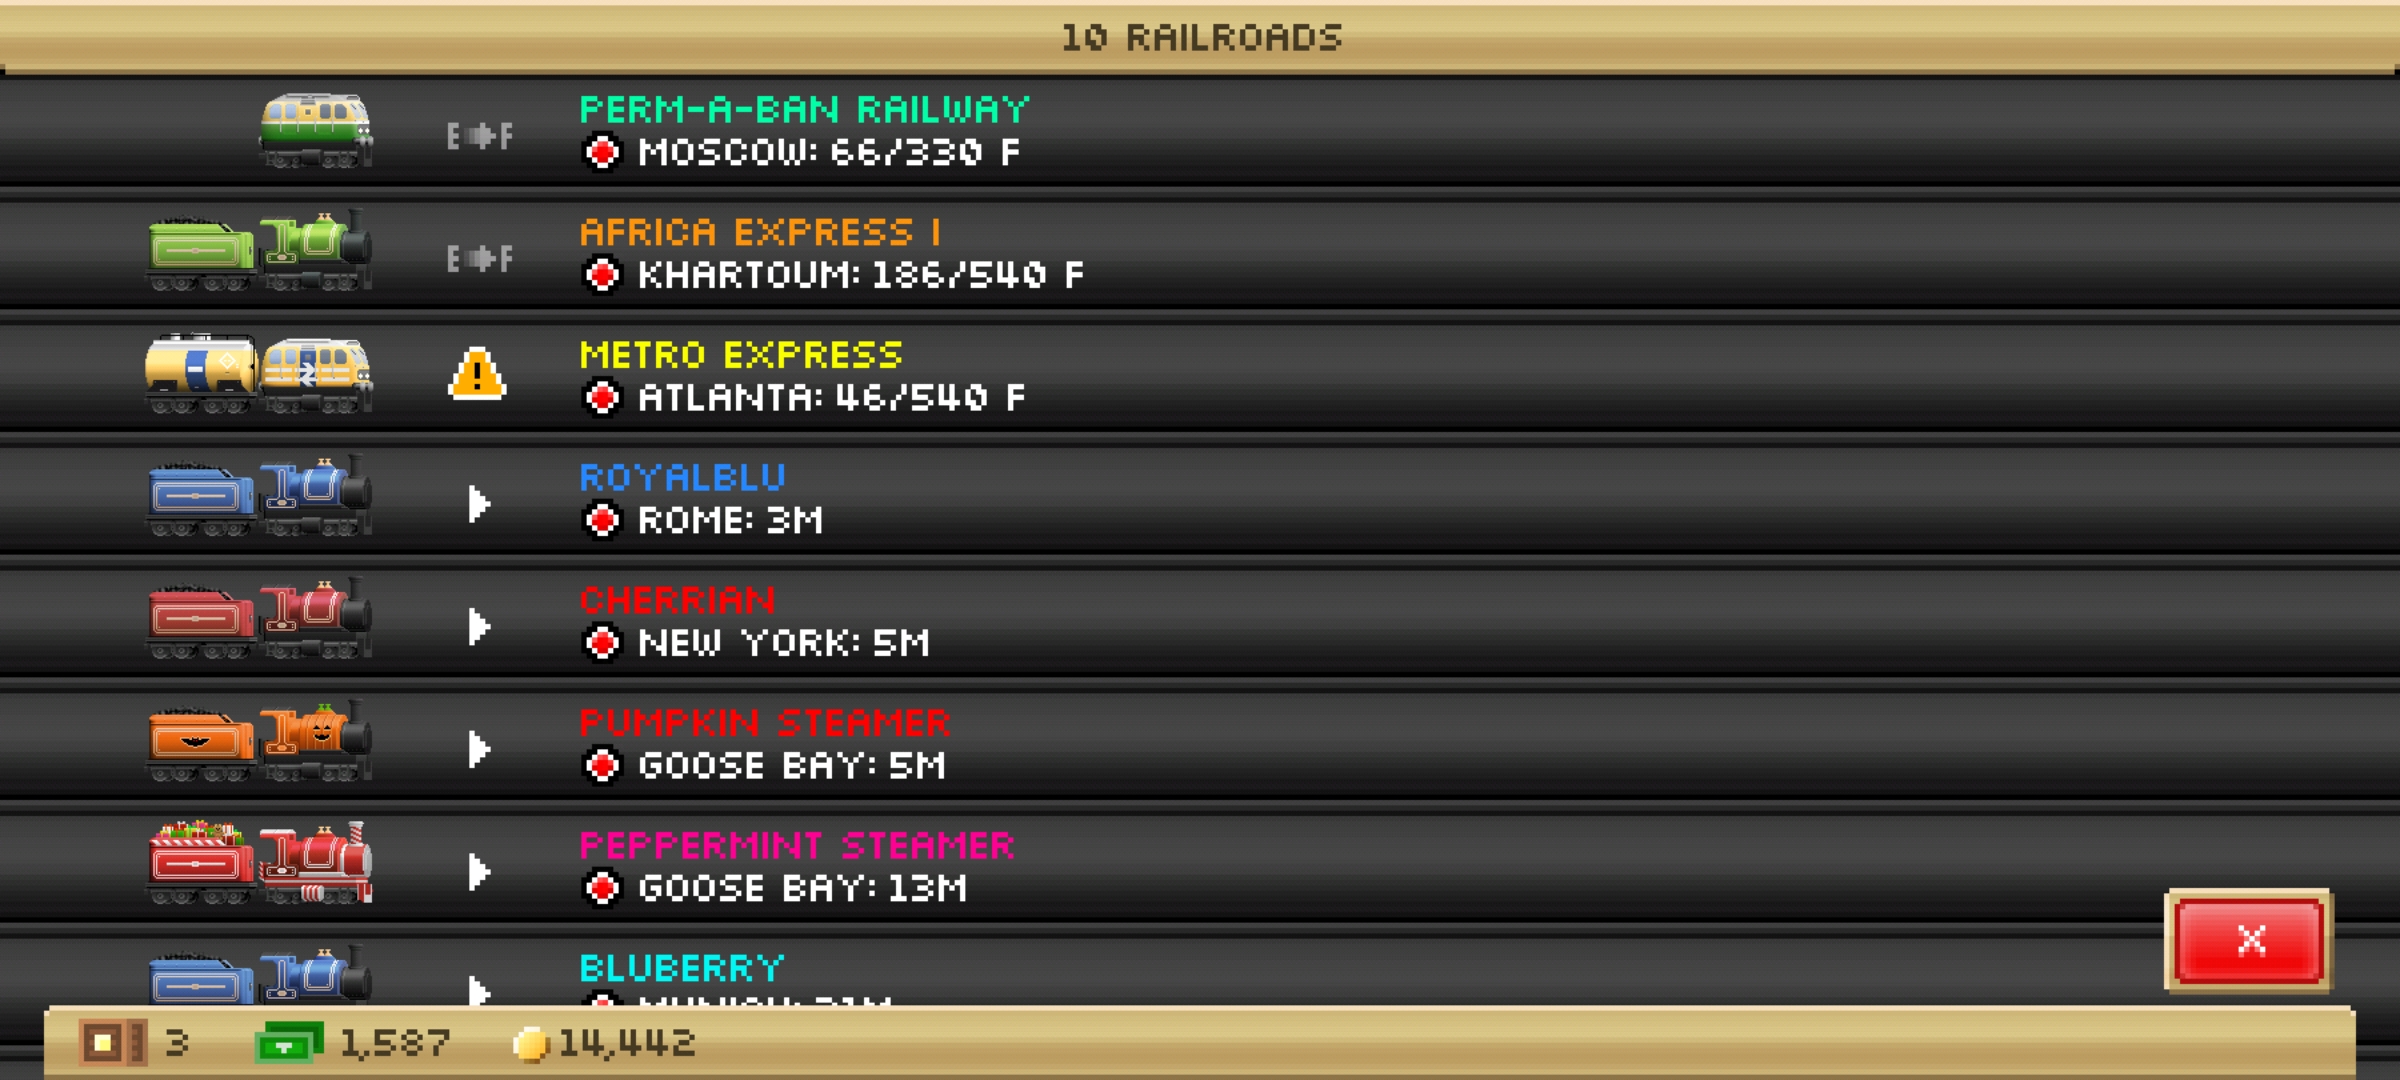 10 RAILROADS
PERM-A-BAN RAILWAY
E F
MOSCOW: 66/330 F
AFRICA EXPRESS I
E F
KHARTOUM: 186/540 F
METRO EXPRESS
ATLANTA: 46/540 F
ROYALBLU
ROME: 3M
CHERRIAN
NEW YORK: 5M
PUMPKIN STEAMER
GOOSE BAY: 5M
PEPPERMINT STEAMER
GOOSE BAY: 13M
BLUBERRY
X
3 1,587 14,442